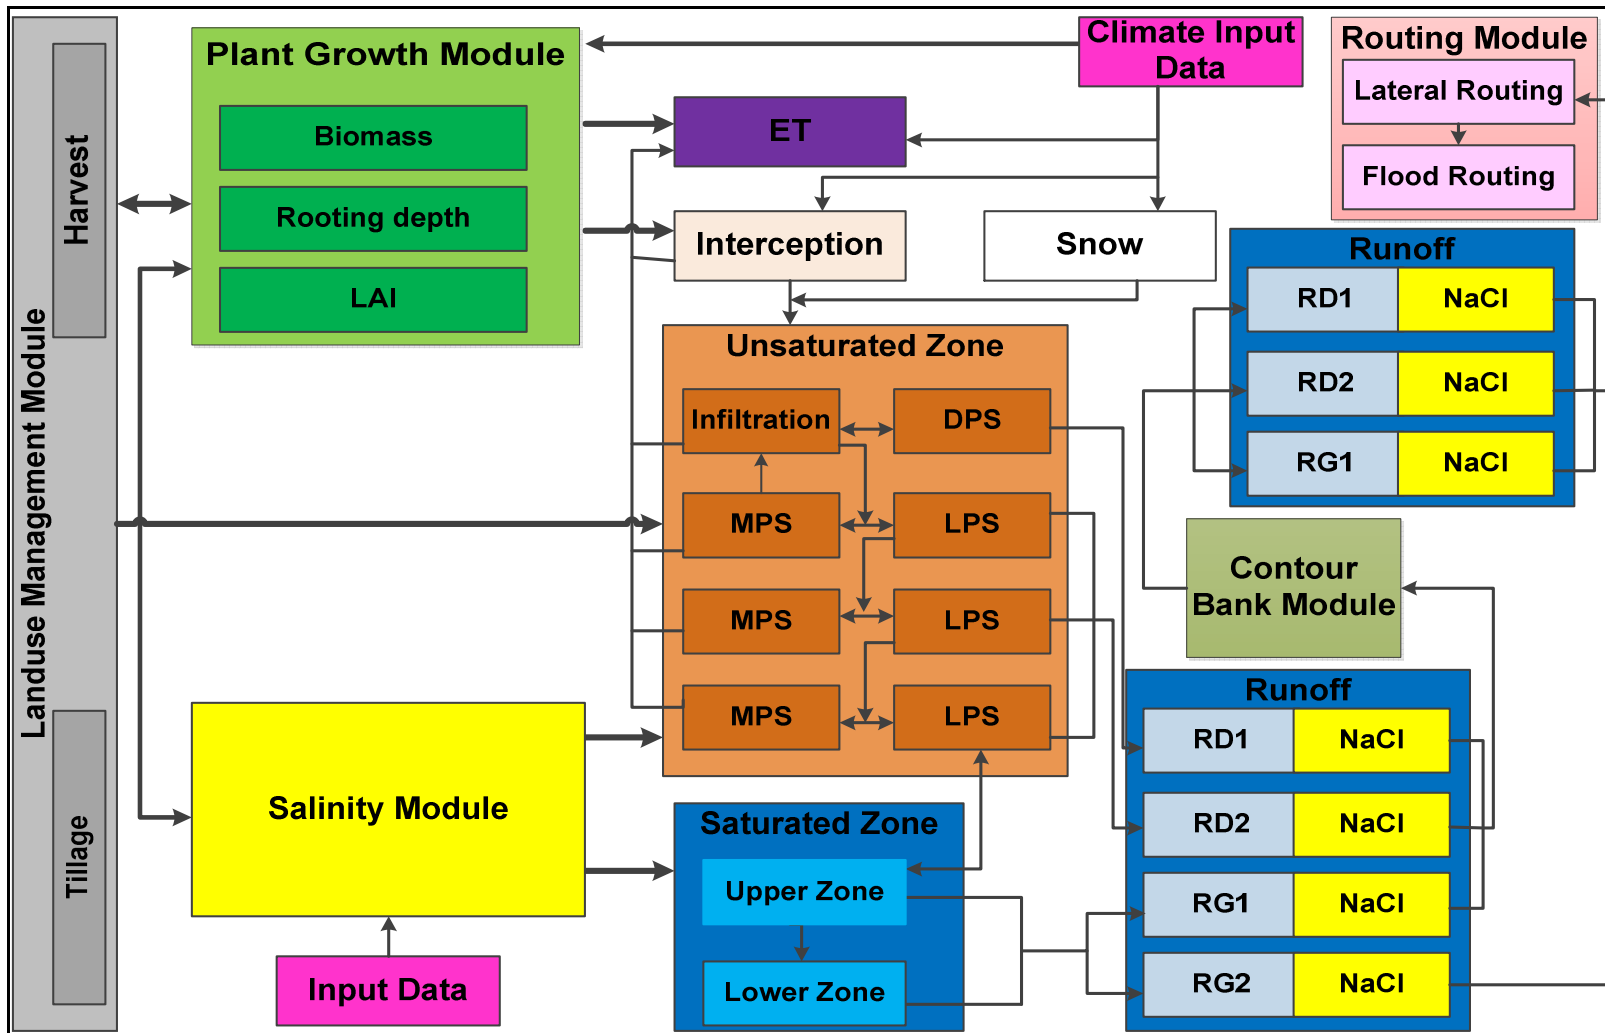 Landuse Management Module
Harvest
Tillage
Plant Growth Module
Biomass
Rooting depth
LAI
Salinity Module
Input Data
Climate Input
Data
ET
Interception
Snow
Unsaturated Zone
Infiltration
DPS
MPS
LPS
MPS
LPS
MPS
LPS
Saturated Zone
Upper Zone
Lower Zone
Routing Module
Lateral Routing
Flood Routing
Runoff
RD1
NaCl
RD2
NaCl
RG1
NaCl
Contour
Bank Module
Runoff
RD1
NaCl
RD2
NaCl
RG1
NaCl
RG2
NaCl